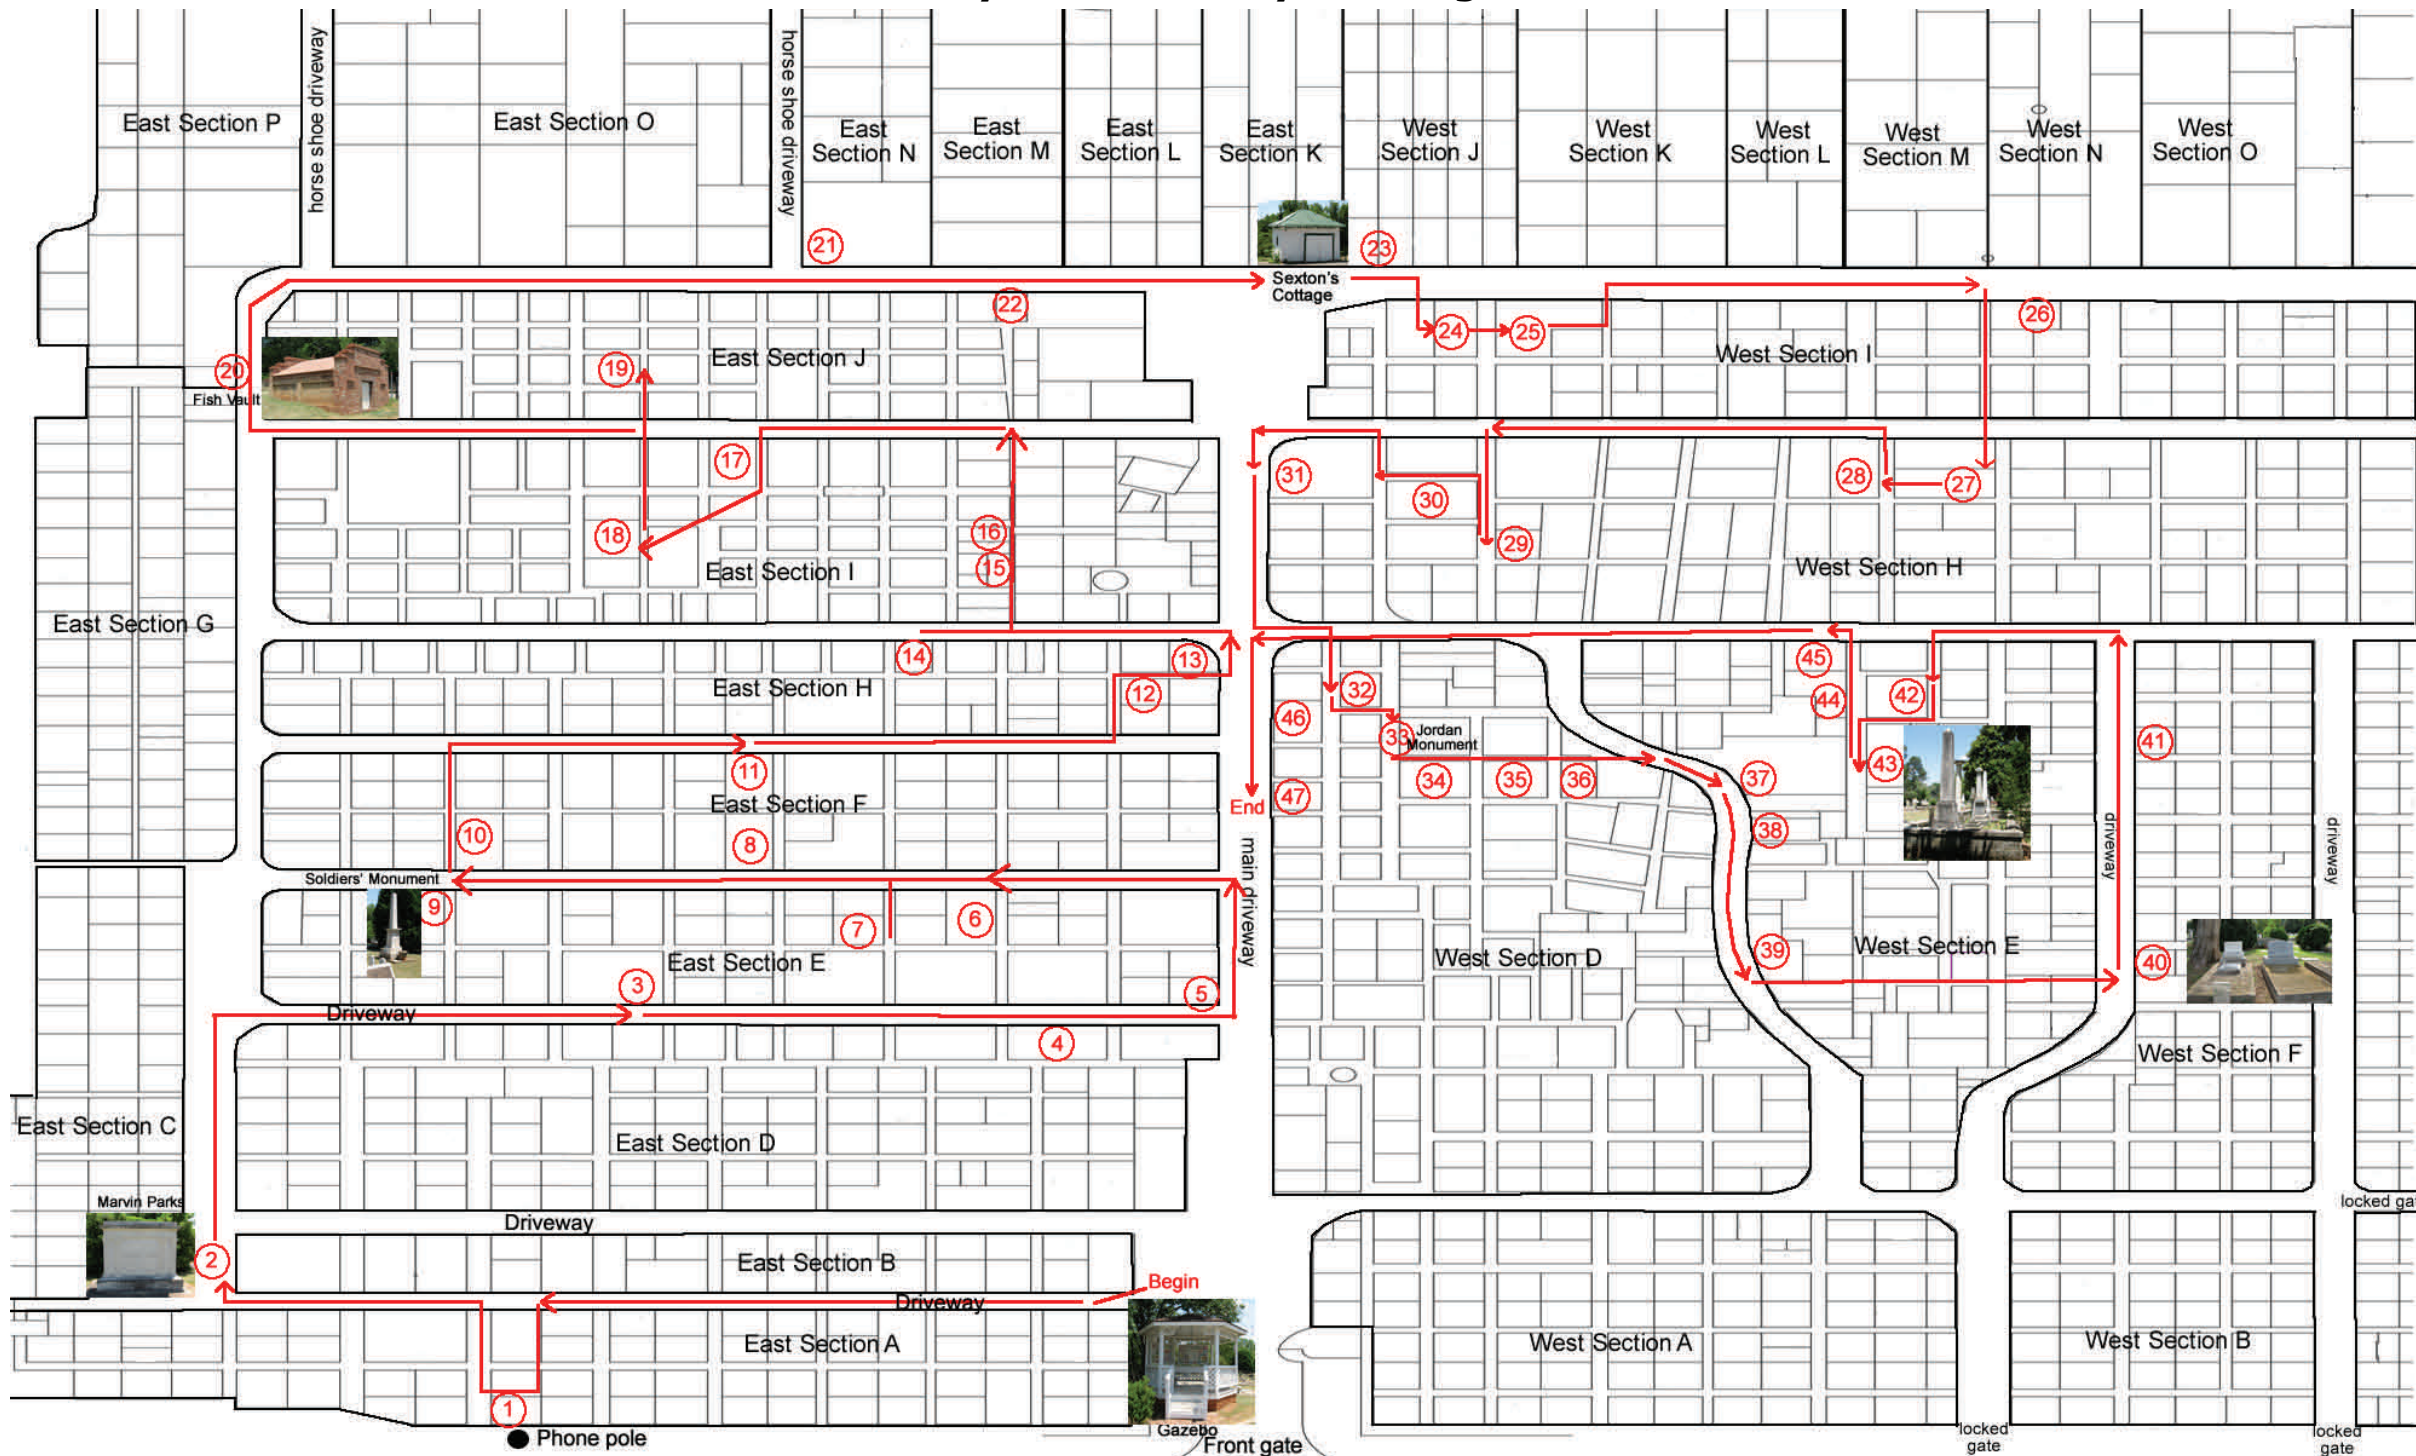 horse shoe driveway
horse shoe driveway
East Section P
East Section O
East
Section N
East
Section M
East
Section L
East
Section K
West
Section J
West
Section K
West
Section L
West
Section M
West
Section N
West
Section O
21
23
Sexton's
Cottage
22
24
25
26
19
East Section J
West Section I
20
Fish Vault
17
18
16
15
East Section I
31
30
29
28
27
West Section H
East Section G
14
13
12
East Section H
32
33
Jordan
Monument
34
35
36
46
47
End
45
44
42
43
41
37
38
11
East Section F
10
8
main driveway
driveway
driveway
Soldiers' Monument
9
7
6
East Section E
3
5
39
West Section D
West Section E
40
Driveway
4
West Section F
East Section C
East Section D
Marvin Parks
2
Driveway
locked gat
East Section B
Begin
Driveway
East Section A
West Section A
West Section B
1
Phone pole
Gazebo
Front gate
locked
gate
locked
gate